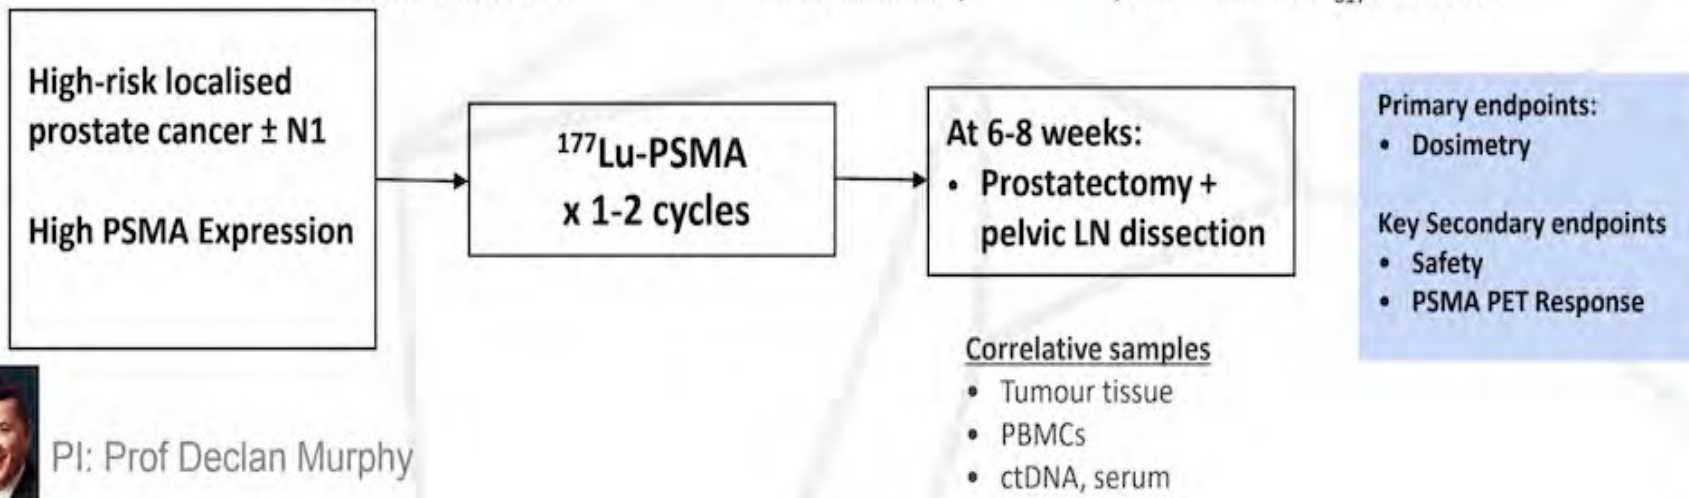 High-risk localised
prostate cancer ± N1
High PSMA Expression
¹⁷⁷Lu-PSMA
x 1-2 cycles
At 6-8 weeks:
• Prostatectomy +
pelvic LN dissection
Primary endpoints:
• Dosimetry
Key Secondary endpoints
• Safety
• PSMA PET Response
Correlative samples
• Tumour tissue
• PBMCs
• ctDNA, serum
PI: Prof Declan Murphy